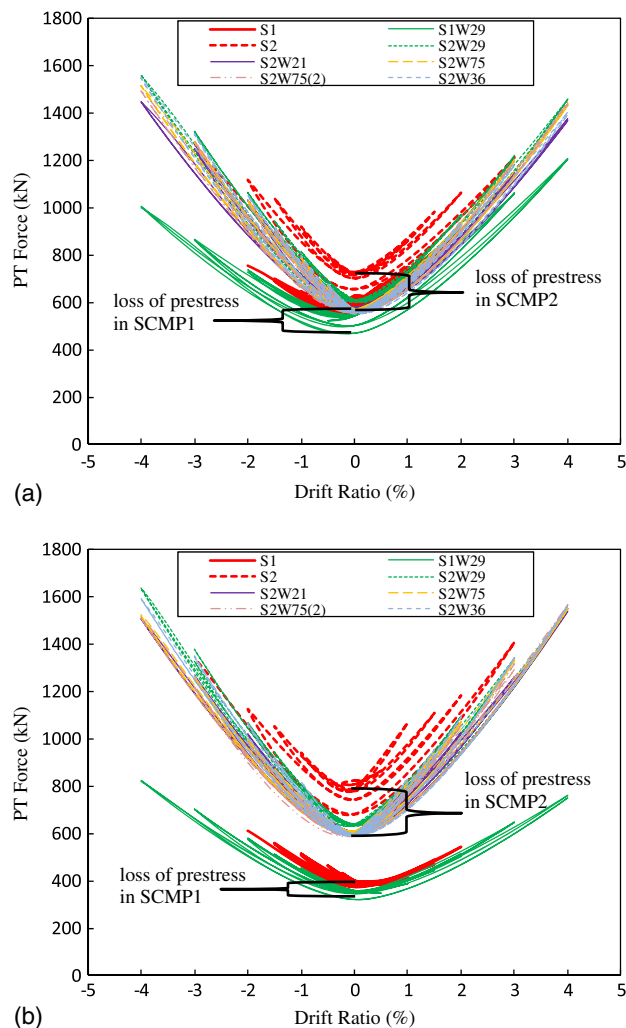 1800
1600
1400
1200
1000
800
600
400
200
0
PT Force (kN)
S1 S1W29
S2 S2W29
S2W21 S2W75
S2W75(2) S2W36
loss of prestress
in SCMP1
loss of prestress
in SCMP2
-5 -4 -3 -2 -1 0 1 2 3 4 5
Drift Ratio (%)
(a)
1800
1600
1400
1200
1000
800
600
400
200
0
PT Force (kN)
S1 S1W29
S2 S2W29
S2W21 S2W75
S2W75(2) S2W36
loss of prestress
in SCMP2
loss of prestress
in SCMP1
-5 -4 -3 -2 -1 0 1 2 3 4 5
Drift Ratio (%)
(b)